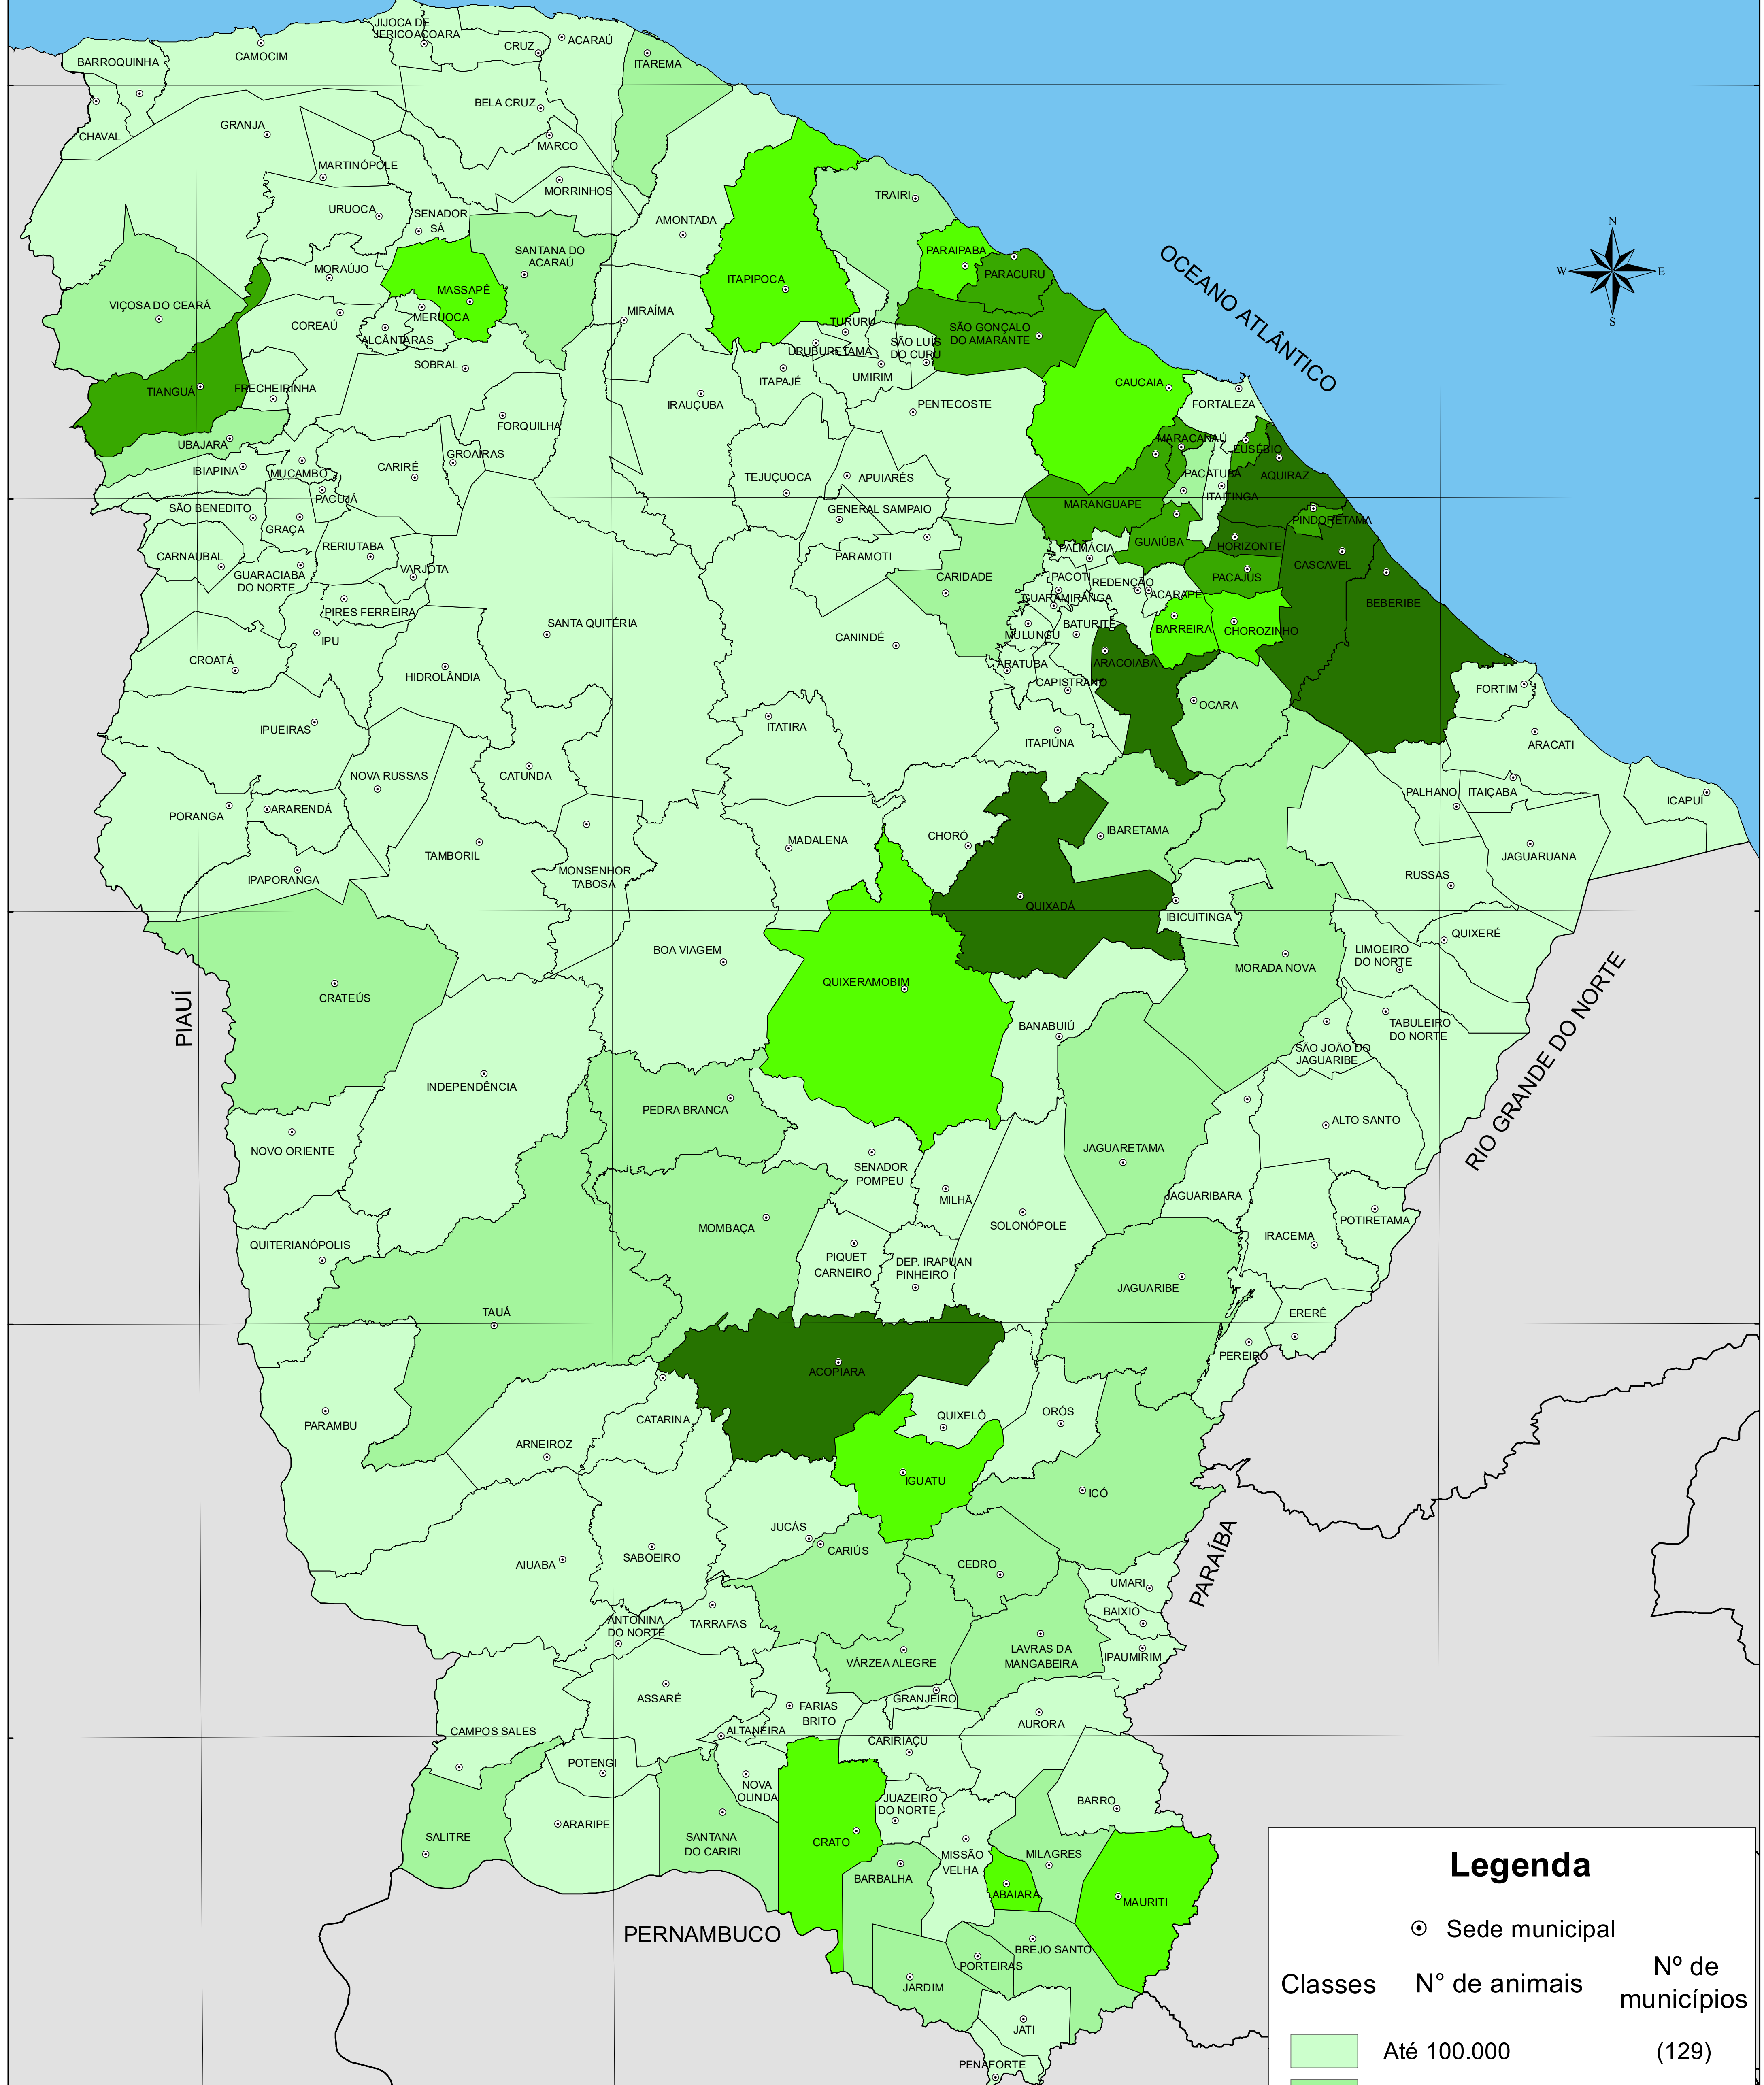 JIJOCA DE
JERICOACOARA
CRUZ
ACARAÚ
BARROQUINHA
CAMOCIM
ITAREMA
BELA CRUZ
CHAVAL
GRANJA
MARCO
MARTINÓPOLE
MORRINHOS
TRAIRI
URUOCA
SENADOR
SÁ
AMONTADA
N
W
E
S
OCEANO ATLÂNTICO
SANTANA DO
ACARAÚ
PARAIPABA
PARACURU
MORAÚJO
ITAPIPOCA
MASSAPÊ
VIÇOSA DO CEARÁ
MERUOCA
MIRAÍMA
COREAÚ
TURURU
SÃO GONÇALO
DO AMARANTE
ALCÂNTARAS
URUBURETAMA
SÃO LUÍS
DO CURU
SOBRAL
ITAPAJÉ
UMIRIM
CAUCAIA
TIANGUÁ
FRECHEIRINHA
IRAUÇUBA
PENTECOSTE
FORTALEZA
FORQUILHA
UBAJARA
MARACANAÚ
EUSÉBIO
GROAÍRAS
IBIAPINA
MUCAMBO
CARIRÉ
TEJUÇUOCA
APUIARÉS
PACATUBA
AQUIRAZ
PACUJÁ
ITAITINGA
SÃO BENEDITO
GENERAL SAMPAIO
MARANGUAPE
GRAÇA
PINDORETAMA
CARNAUBAL
RERIUTABA
PARAMOTI
PALMÁCIA
GUAIÚBA
HORIZONTE
GUARACIABA
DO NORTE
VARJOTA
CARIDADE
PACOTI
REDENÇÃO
PACAJUS
CASCAVEL
GUARAMIRANGA
ACARAPE
BEBERIBE
PIRES FERREIRA
SANTA QUITÉRIA
CANINDÉ
MULUNGU
BATURITÉ
BARREIRA
CHOROZINHO
IPU
CROATÁ
HIDROLÂNDIA
ARATUBA
ARACOIABA
CAPISTRANO
FORTIM
OCARA
IPUEIRAS
ITATIRA
ITAPIÚNA
ARACATI
NOVA RUSSAS
CATUNDA
PORANGA
ARARENDÁ
PALHANO
ITAIÇABA
ICAPUÍ
TAMBORIL
MADALENA
CHORÓ
IBARETAMA
JAGUARUANA
IPAPORANGA
MONSENHOR
TABOSA
RUSSAS
QUIXADÁ
IBICUITINGA
QUIXERÉ
BOA VIAGEM
LIMOEIRO
DO NORTE
MORADA NOVA
QUIXERAMOBIM
CRATEÚS
PIAUÍ
BANABUIÚ
TABULEIRO
DO NORTE
SÃO JOÃO DO
JAGUARIBE
RIO GRANDE DO NORTE
INDEPENDÊNCIA
PEDRA BRANCA
ALTO SANTO
NOVO ORIENTE
JAGUARETAMA
SENADOR
POMPEU
MILHÃ
JAGUARIBARA
SOLONÓPOLE
MOMBAÇA
POTIRETAMA
IRACEMA
QUITERIANÓPOLIS
PIQUET
CARNEIRO
DEP. IRAPUAN
PINHEIRO
JAGUARIBE
TAUÁ
ERERÊ
PEREIRO
ACOPIARA
PARAMBU
CATARINA
QUIXELÔ
ORÓS
ARNEIROZ
IGUATU
ICÓ
JUCÁS
CARIÚS
PARAÍBA
AIUABA
SABOEIRO
CEDRO
UMARI
ANTONINA
DO NORTE
TARRAFAS
BAIXIO
LAVRAS DA
MANGABEIRA
IPAUMIRIM
VÁRZEA ALEGRE
ASSARÉ
GRANJEIRO
FARIAS
BRITO
AURORA
CAMPOS SALES
ALTANEIRA
CARIRIAÇU
POTENGI
NOVA
OLINDA
JUAZEIRO
DO NORTE
BARRO
ARARIPE
SALITRE
SANTANA
DO CARIRI
CRATO
MISSÃO
VELHA
MILAGRES
BARBALHA
ABAIARA
MAURITI
PERNAMBUCO
BREJO SANTO
PORTEIRAS
JARDIM
JATI
PENAFORTE
Legenda
Sede municipal
Classes
N° de animais
Nº de
municípios
Até 100.000
(129)